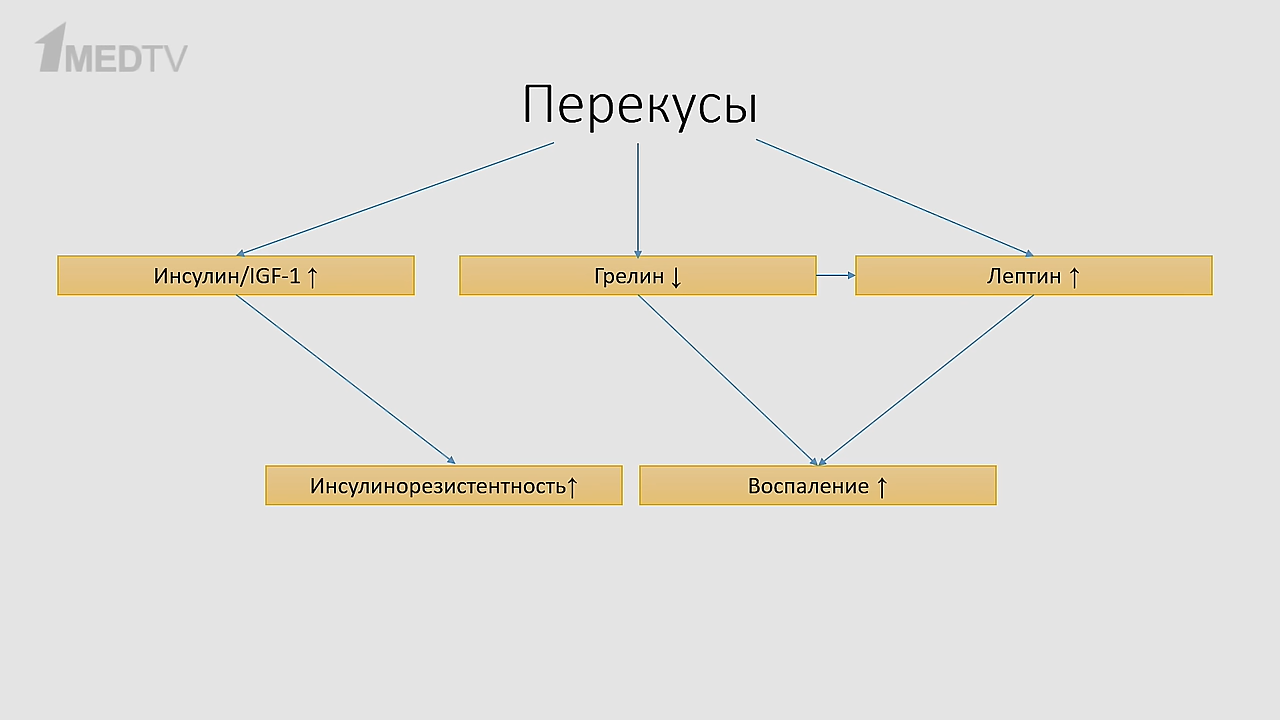 1MEDTV
Перекусы
Инсулин/IGF-1 ↑
Грелин ↓
Лептин ↑
Инсулинорезистентность↑
Воспаление ↑